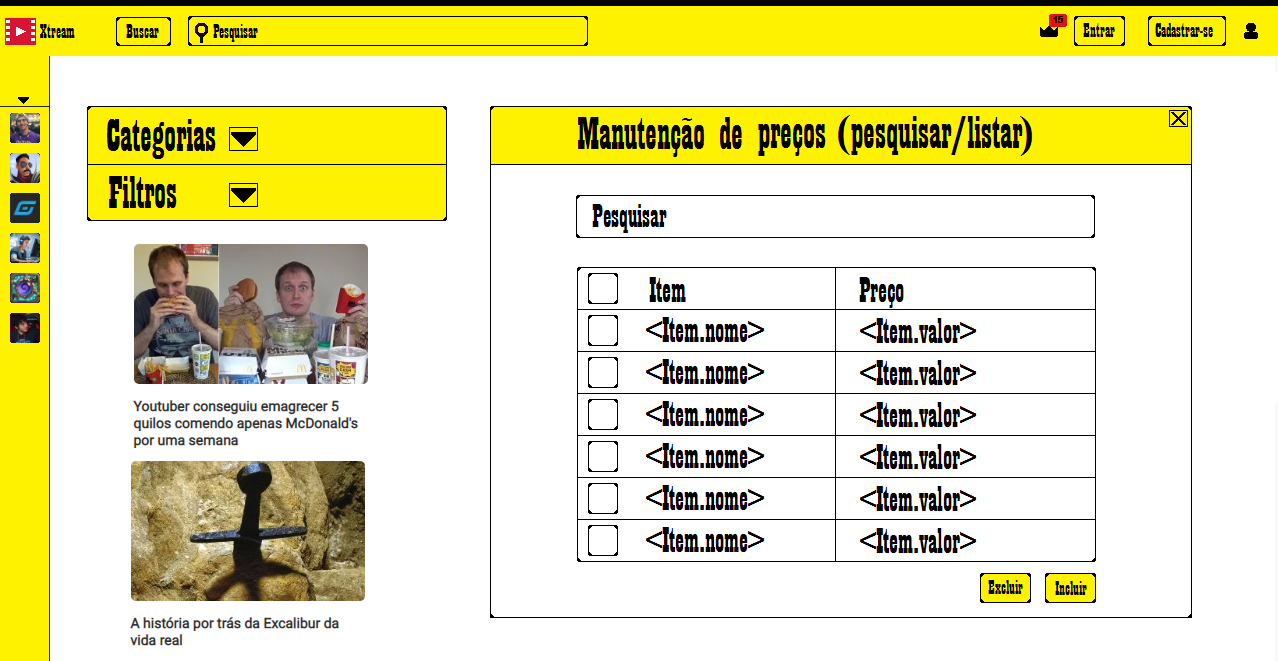 Xtream
Buscar
Pesquisar
15
Entrar
Cadastrar-se
Categorias
Filtros
Youtuber conseguiu emagrecer 5
quilos comendo apenas McDonald's
por uma semana
A história por trás da Excalibur da
vida real
Manutenção de preços (pesquisar/listar)
Pesquisar
Item Preço
<Item.nome> <Item.valor>
<Item.nome> <Item.valor>
<Item.nome> <Item.valor>
<Item.nome> <Item.valor>
<Item.nome> <Item.valor>
<Item.nome> <Item.valor>
Excluir
Incluir